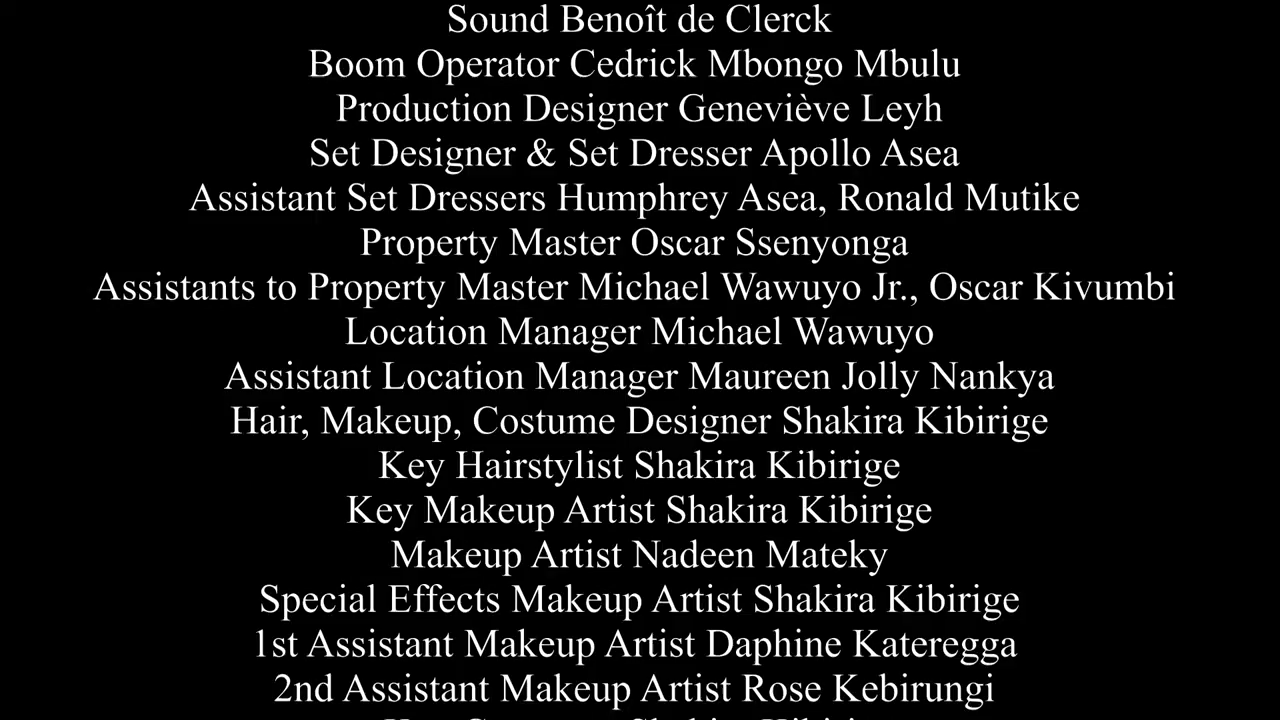 Sound Benoît de Clerck
Boom Operator Cedrick Mbongo Mbulu
Production Designer Geneviève Leyh
Set Designer & Set Dresser Apollo Asea
Assistant Set Dressers Humphrey Asea, Ronald Mutike
Property Master Oscar Ssenyonga
Assistants to Property Master Michael Wawuyo Jr., Oscar Kivumbi
Location Manager Michael Wawuyo
Assistant Location Manager Maureen Jolly Nankya
Hair, Makeup, Costume Designer Shakira Kibirige
Key Hairstylist Shakira Kibirige
Key Makeup Artist Shakira Kibirige
Makeup Artist Nadeen Mateky
Special Effects Makeup Artist Shakira Kibirige
1st Assistant Makeup Artist Daphine Kateregga
2nd Assistant Makeup Artist Rose Kebirungi